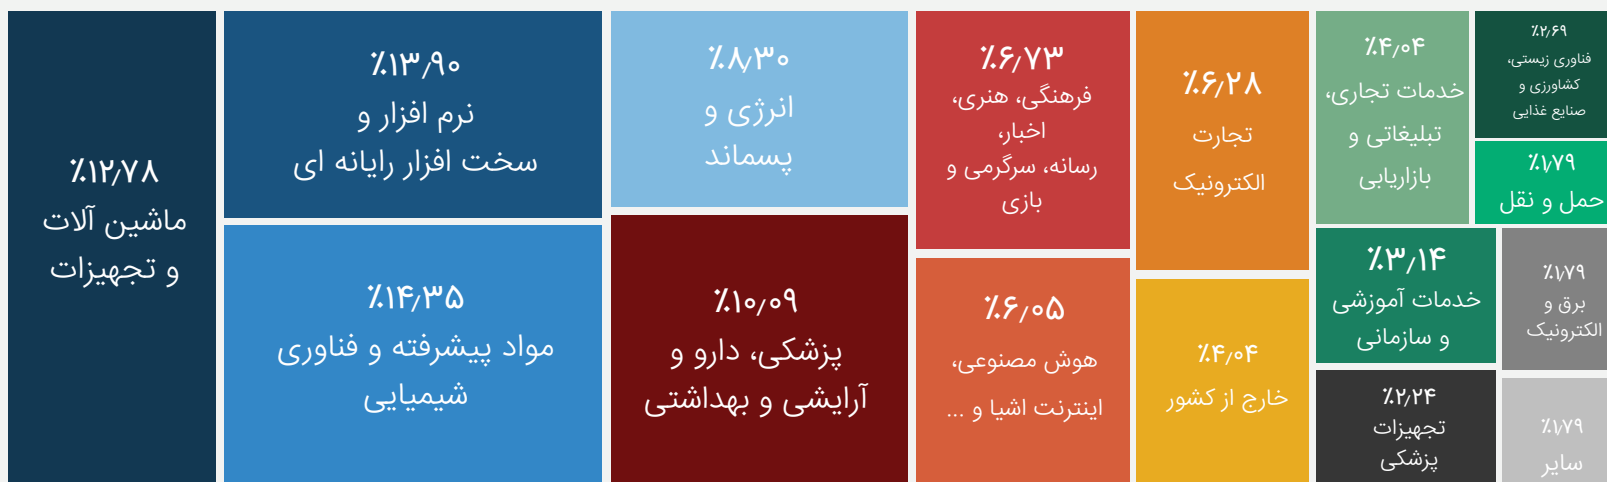 ٪۱۲٫۷۸
ماشین آلات
و تجهیزات
٪۱۳٫۹۰
نرم افزار و
سخت افزار رایانه ای
٪۱۴٫۳۵
مواد پیشرفته و فناوری
شیمیایی
٪۸٫۳۰
انرژی و
پسماند
٪۱۰٫۰۹
پزشکی، دارو و
آرایشی و بهداشتی
٪۶٫۷۳
فرهنگی، هنری،
اخبار،
رسانه، سرگرمی و
بازی
٪۶٫۰۵
هوش مصنوعی،
اینترنت اشیا و ...
٪۶٫۲۸
تجارت
الکترونیک
٪۴٫۰۴
خارج از کشور
٪۴٫۰۴
خدمات تجاری،
تبلیغاتی و
بازاریابی
٪۲٫۶۹
فناوری زیستی،
کشاورزی و
صنایع غذایی
٪۱٫۷۹
حمل و نقل
٪۳٫۱۴
خدمات آموزشی
و سازمانی
٪۱٫۷۹
برق و
الکترونیک
٪۲٫۲۴
تجهیزات
پزشکی
٪۱٫۷۹
سایر